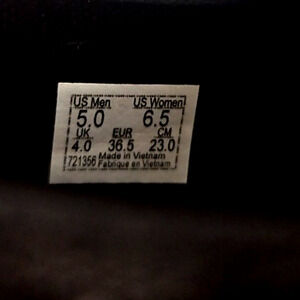 US Men US Women
5.0 6.5
UK EUR CM
4.0 36.5 23.0
721356 Made in Vietnam
Fabriqué en Vietnam